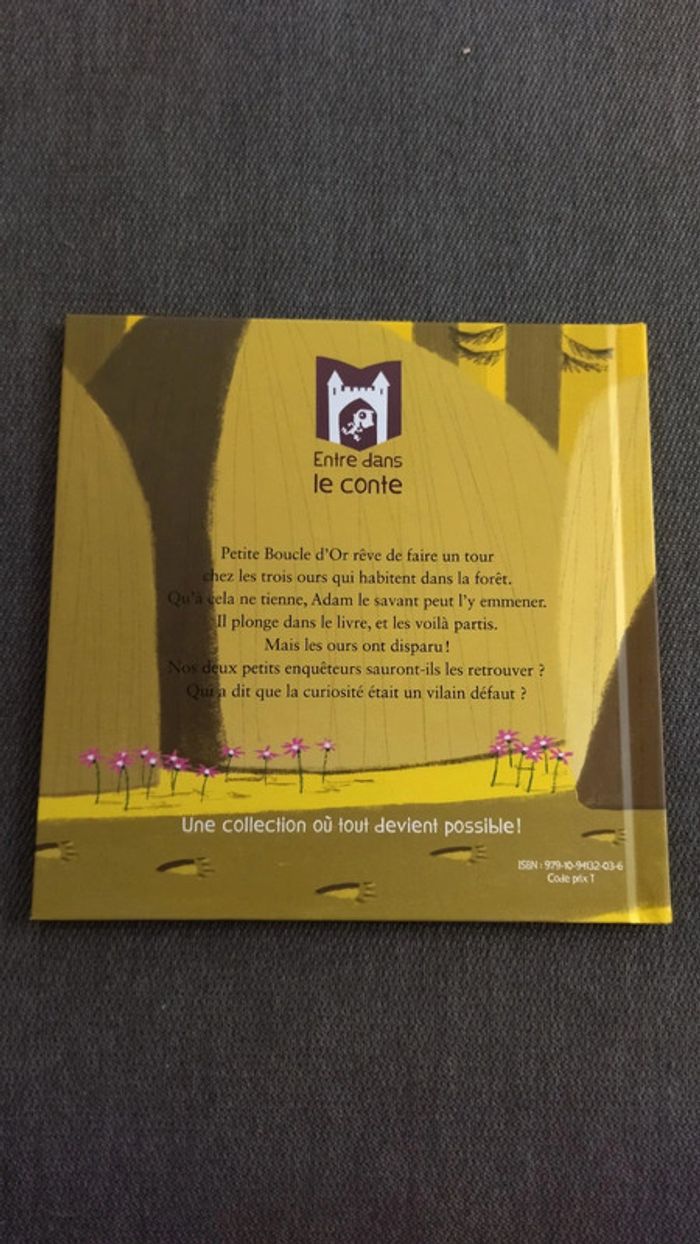 Entre dans
le conte
Petite Boucle d'Or rêve de faire un tour
chez les trois ours qui habitent dans la forêt.
Qu'à cela ne tienne, Adam le savant peut l'y emmener.
Il plonge dans le livre, et les voilà partis.
Mais les ours ont disparu !
Nos deux petits enquêteurs sauront-ils les retrouver ?
Qui a dit que la curiosité était un vilain défaut ?
Une collection où tout devient possible !
ISBN : 979-10-94132-03-6
Code prix 1